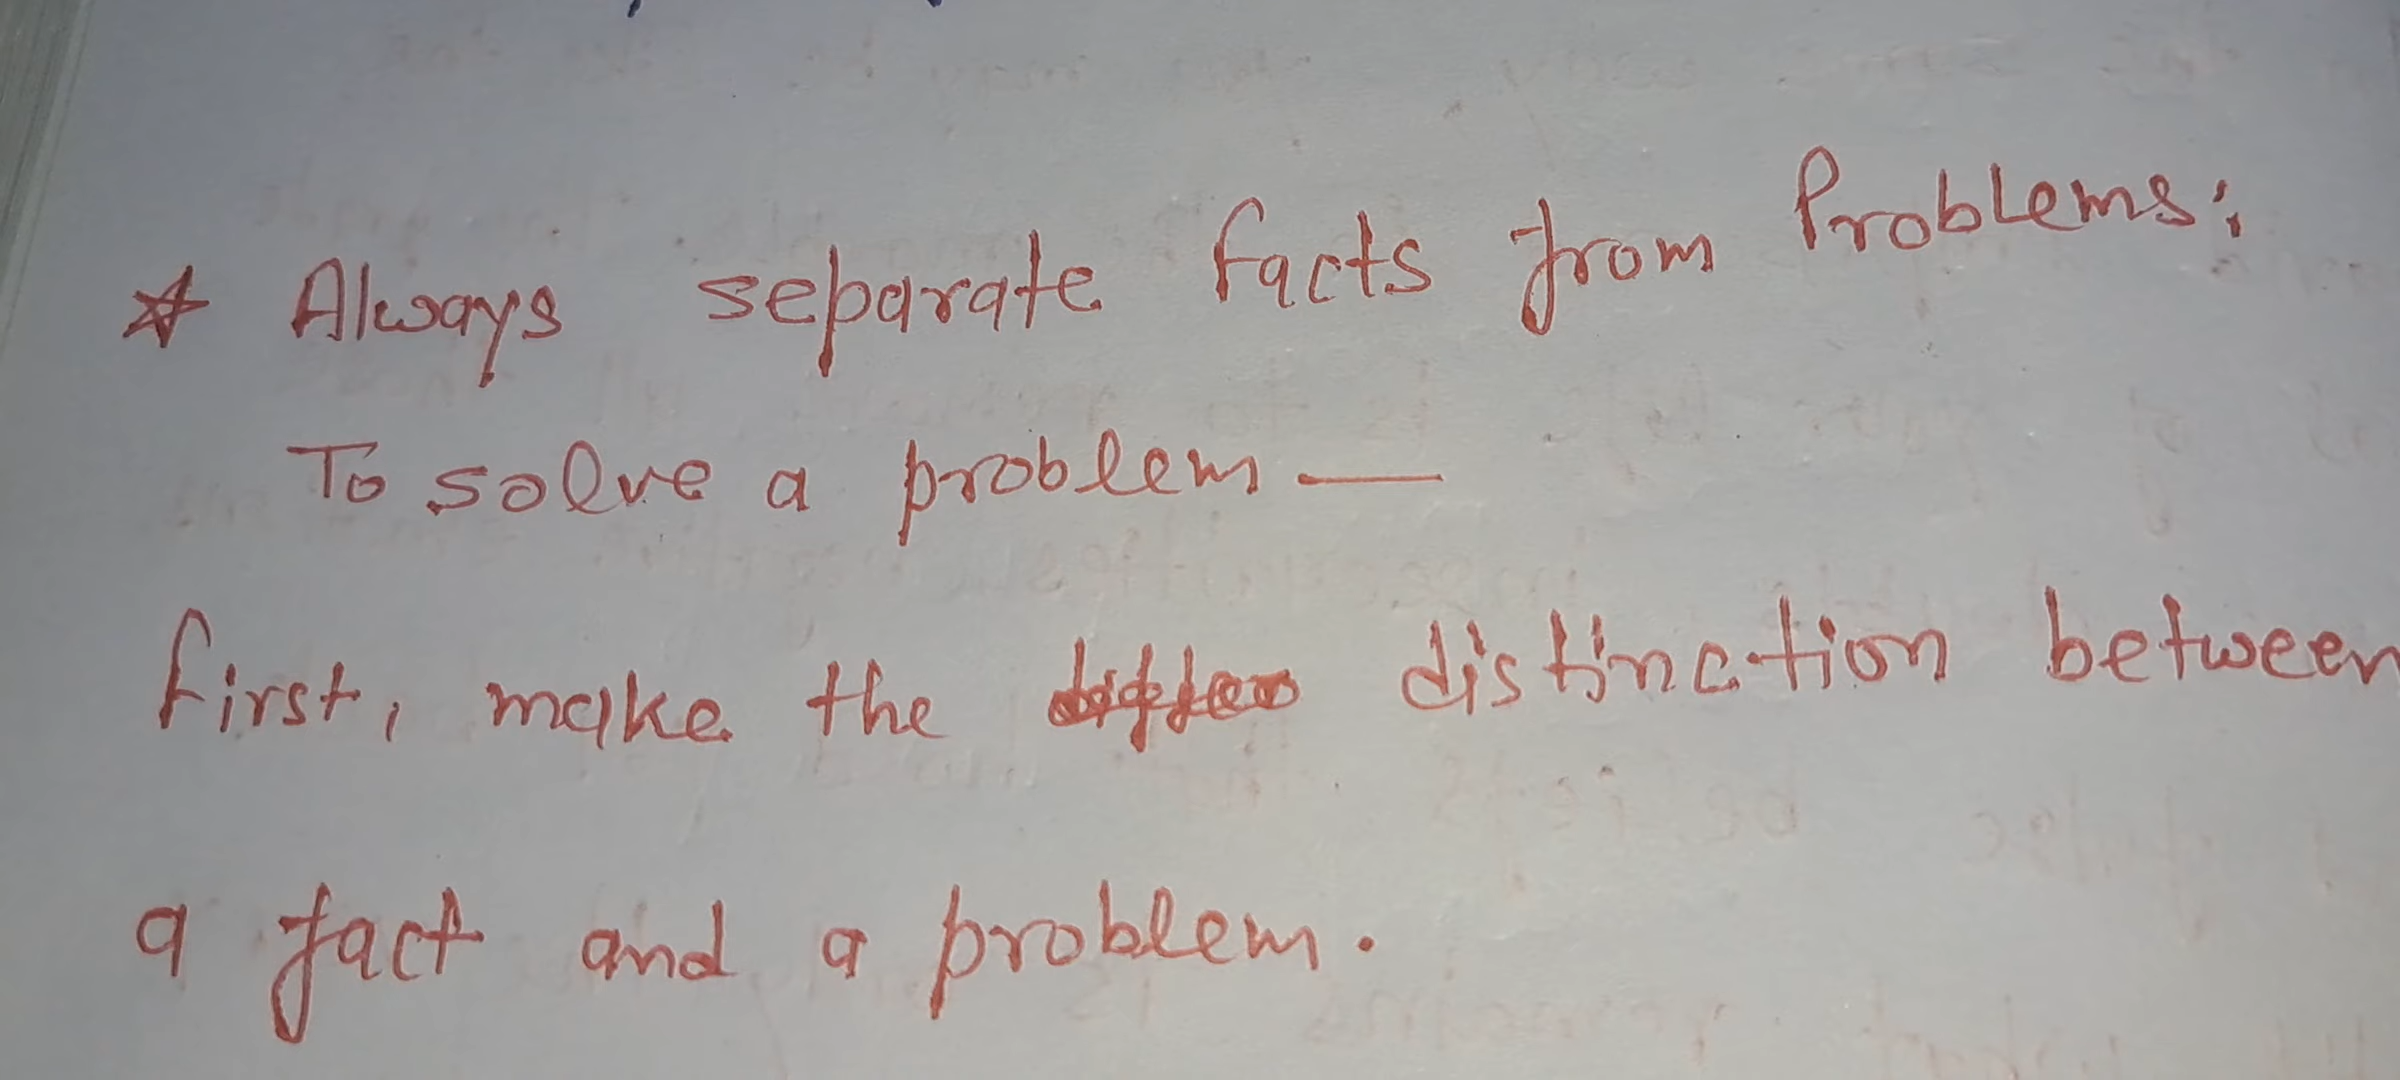 ☆ Always separate facts from Problems;
To solve a problem —
first, make the distinction between
a fact and a problem.